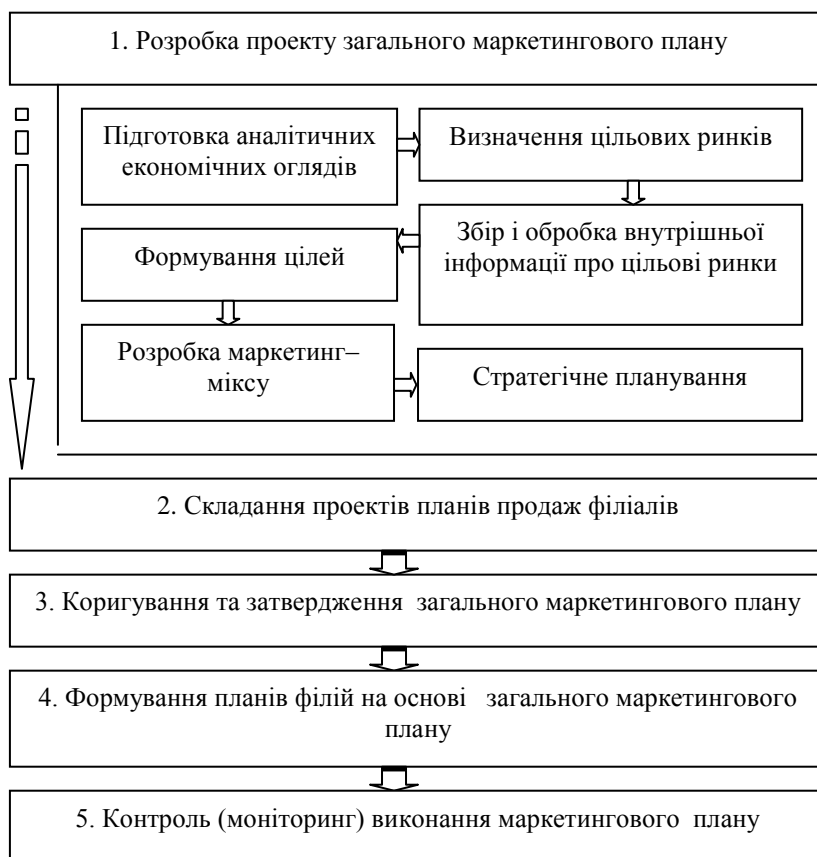 1. Розробка проекту загального маркетингового плану
Підготовка аналітичних
економічних оглядів
Визначення цільових ринків
Збір і обробка внутрішньої
інформації про цільові ринки
Формування цілей
Розробка маркетинг–
міксу
Стратегічне планування
2. Складання проектів планів продаж філіалів
3. Коригування та затвердження загального маркетингового плану
4. Формування планів філій на основі загального маркетингового
плану
5. Контроль (моніторинг) виконання маркетингового плану